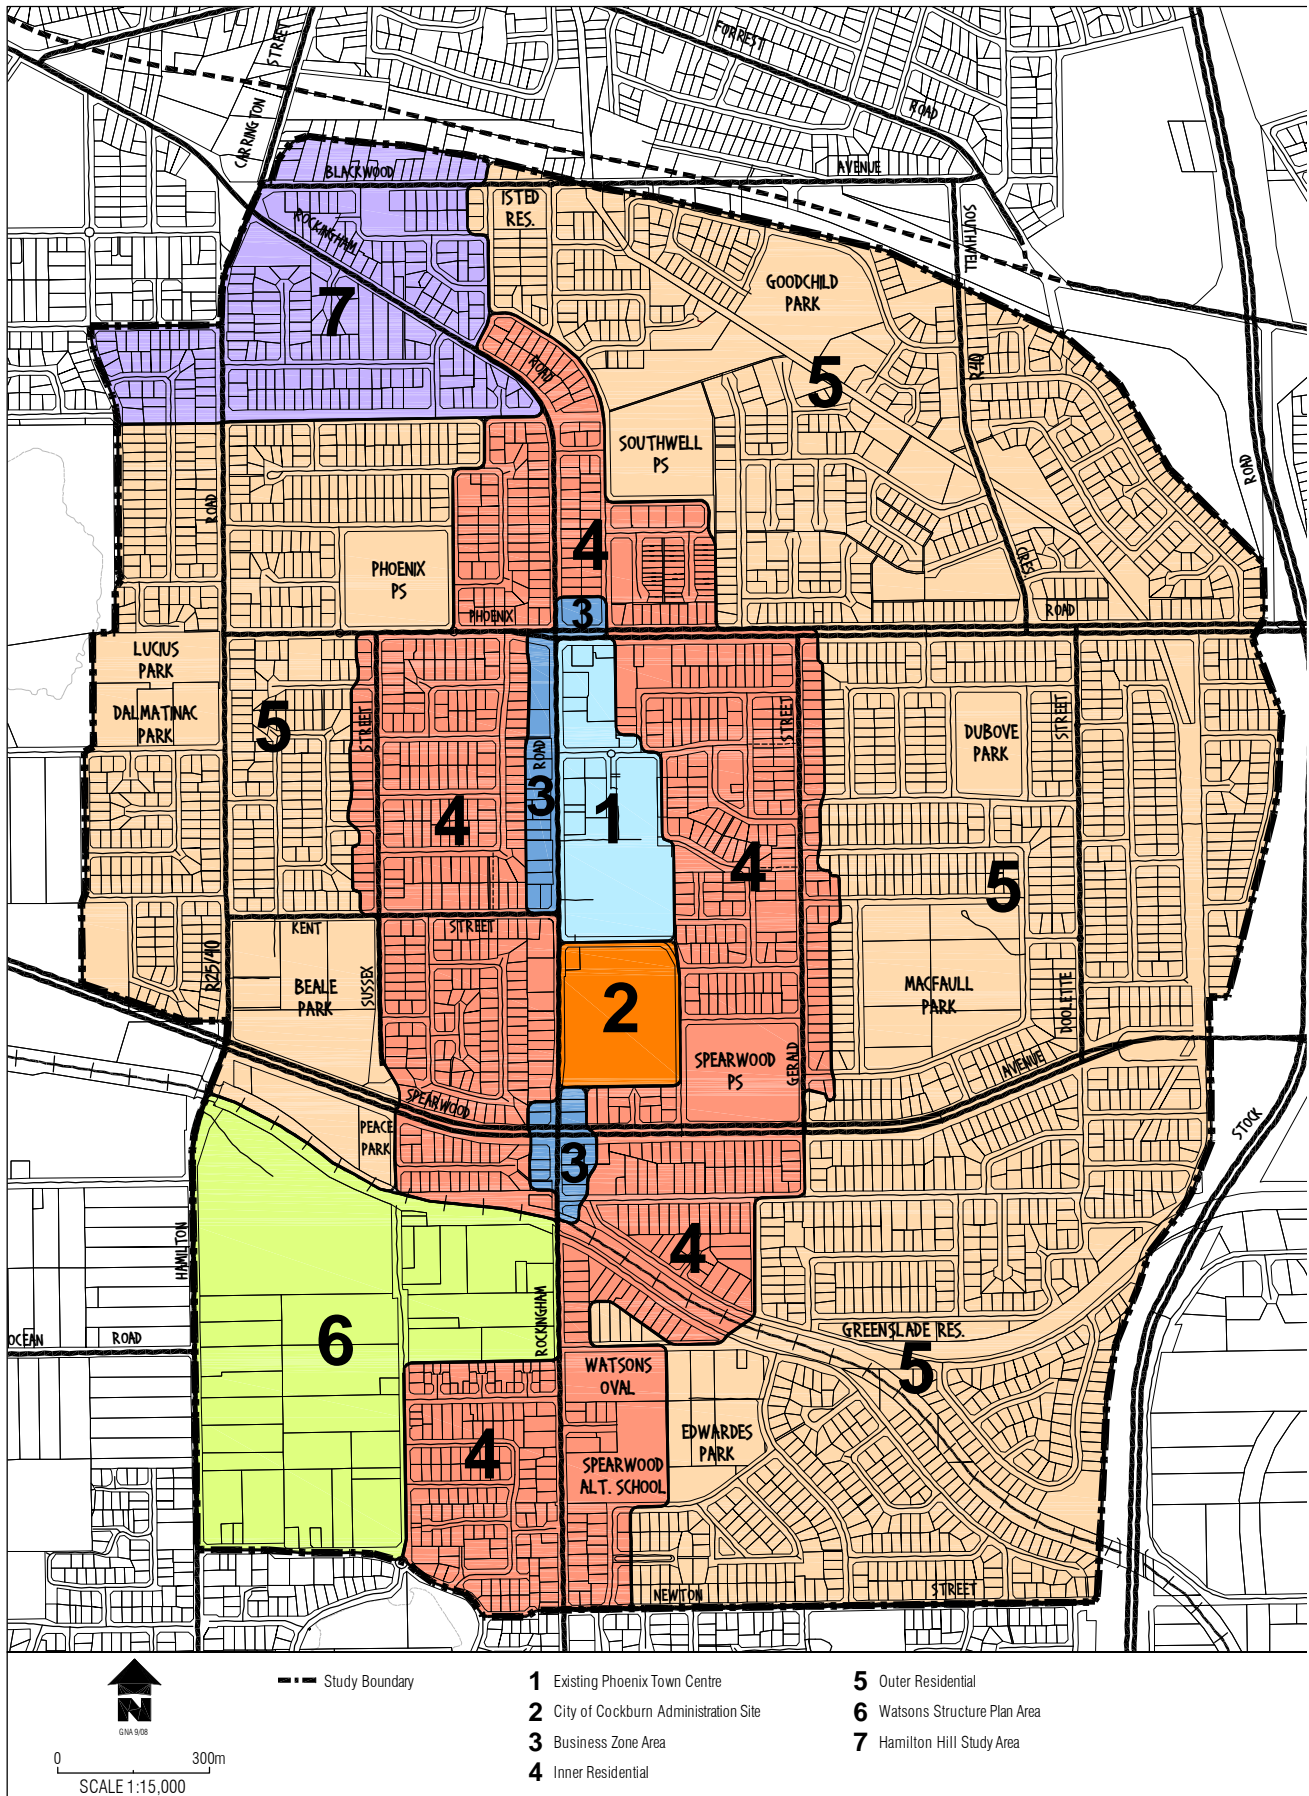 FORREST
ROAD
STREET
CARRINGTON
BLACKWOOD
AVENUE
ISTED
RES.
ROCKINGHAM
SOUTHWELL
GOODCHILD
PARK
7
ROAD
R40
5
SOUTHWELL
PS
ROAD
ROAD
4
PHOENIX
PS
RES.
PHOENIX
3
ROAD
LUCIUS
PARK
DALMATINAC
PARK
5
STREET
STREET
STREET
DUBOVE
PARK
ROAD
3
1
4
4
5
KENT
STREET
R25/40
BEALE
PARK
SUSSEX
2
MACFAULL
PARK
DOOLETTE
SPEARWOOD
PS
GERALD
AVENUE
SPEARWOOD
PEACE
PARK
STOCK
3
HAMILTON
4
OCEAN
ROAD
6
ROCKINGHAM
GREENSLADE RES.
5
WATSONS
OVAL
EDWARDES
PARK
4
SPEARWOOD
ALT. SCHOOL
NEWTON
STREET
N
GNA 9/08
0 300m
SCALE 1:15,000
Study Boundary
1 Existing Phoenix Town Centre
2 City of Cockburn Administration Site
3 Business Zone Area
4 Inner Residential
5 Outer Residential
6 Watsons Structure Plan Area
7 Hamilton Hill Study Area